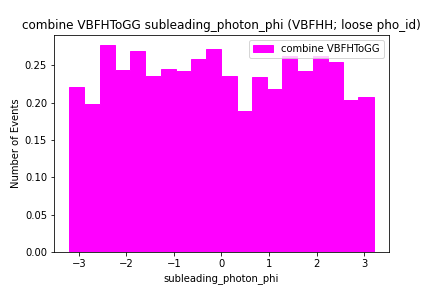 combine VBFHToGG subleading_photon_phi (VBFHH; loose pho_id)
combine VBFHToGG
Number of Events
0.25
0.20
0.15
0.10
0.05
0.00
−3 −2 −1 0 1 2 3
subleading_photon_phi